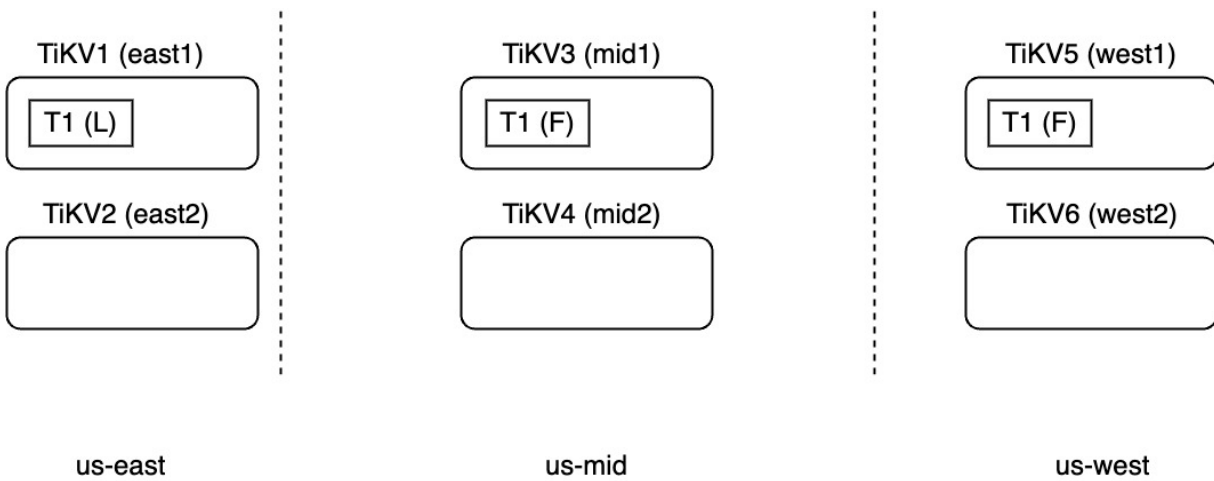 TiKV1 (east1)
TiKV3 (mid1)
TiKV5 (west1)
T1 (L)
T1 (F)
T1 (F)
TiKV2 (east2)
TiKV4 (mid2)
TiKV6 (west2)
us-east
us-mid
us-west